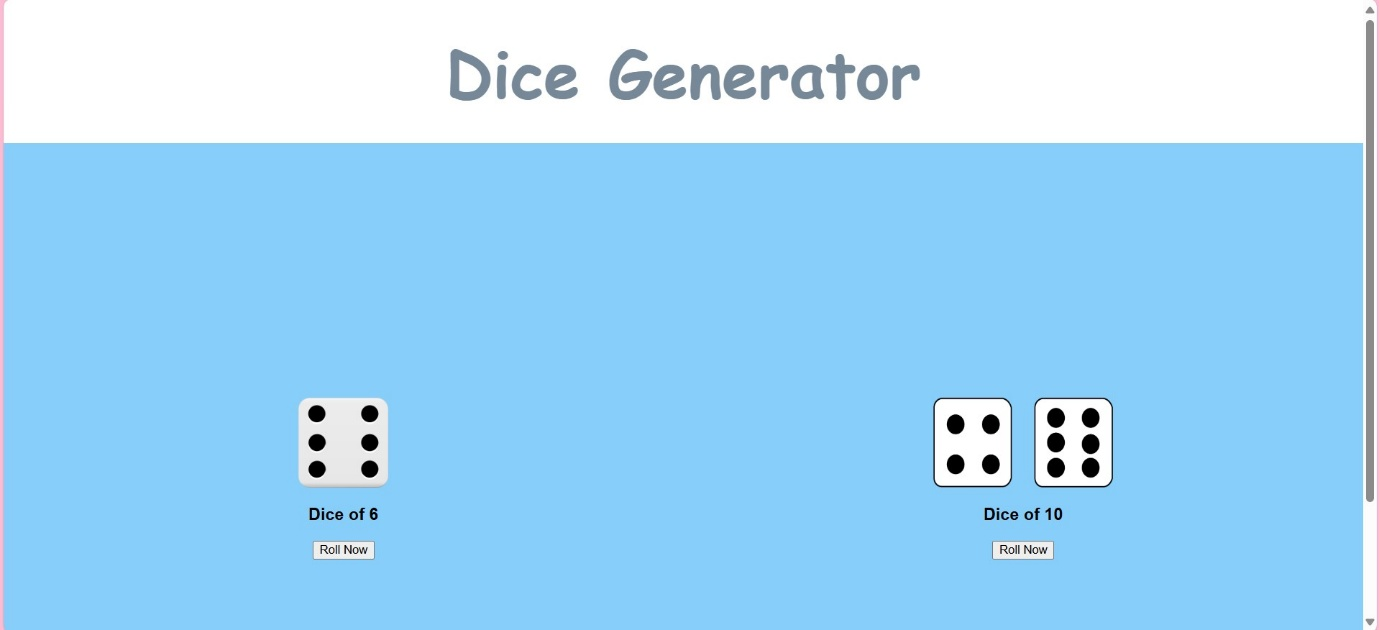 Dice Generator
Dice of 6
Roll Now
Dice of 10
Roll Now